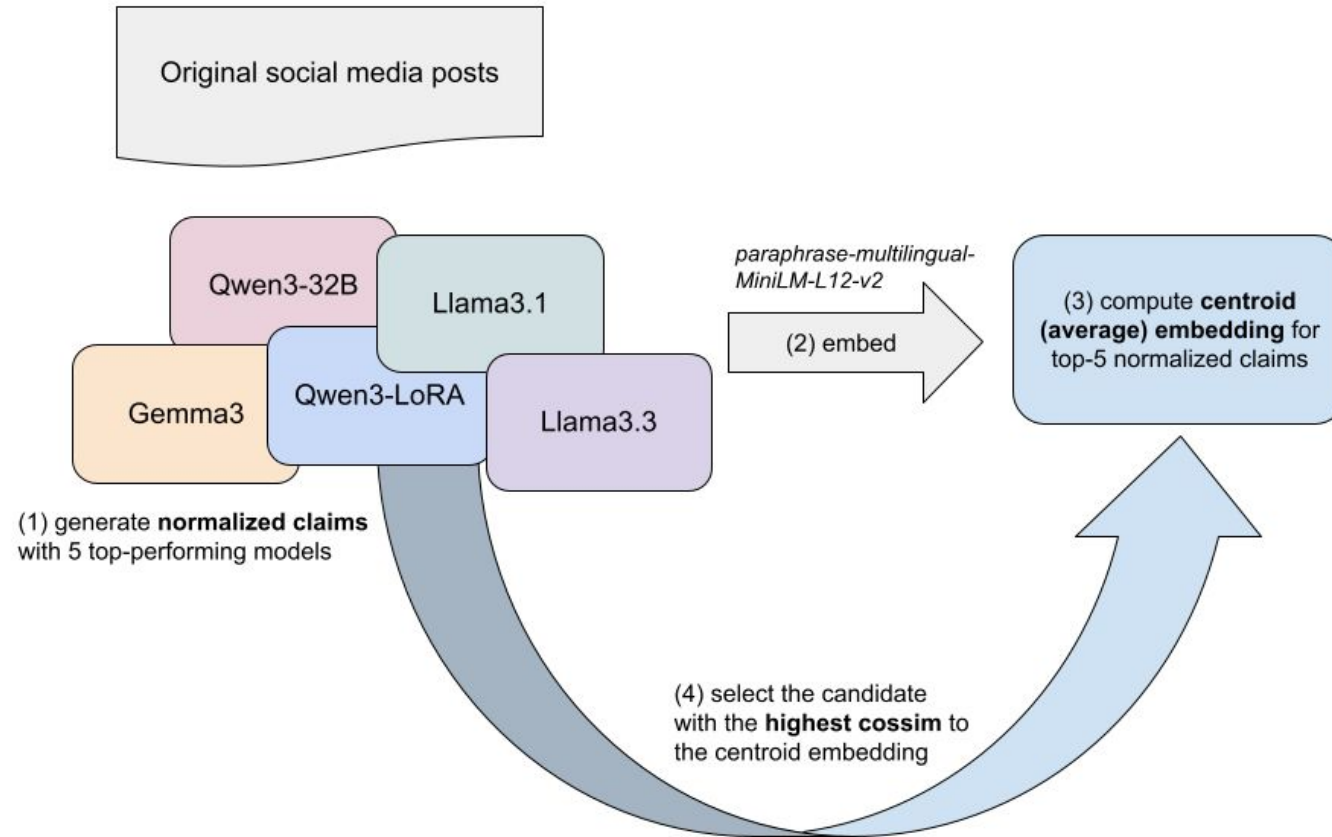 Original social media posts
Qwen3-32B
Llama3.1
Gemma3
Qwen3-LoRA
Llama3.3
(1) generate normalized claims
with 5 top-performing models
paraphrase-multilingual-
MiniLM-L12-v2
(2) embed
(3) compute centroid
(average) embedding for
top-5 normalized claims
(4) select the candidate
with the highest cossim to
the centroid embedding